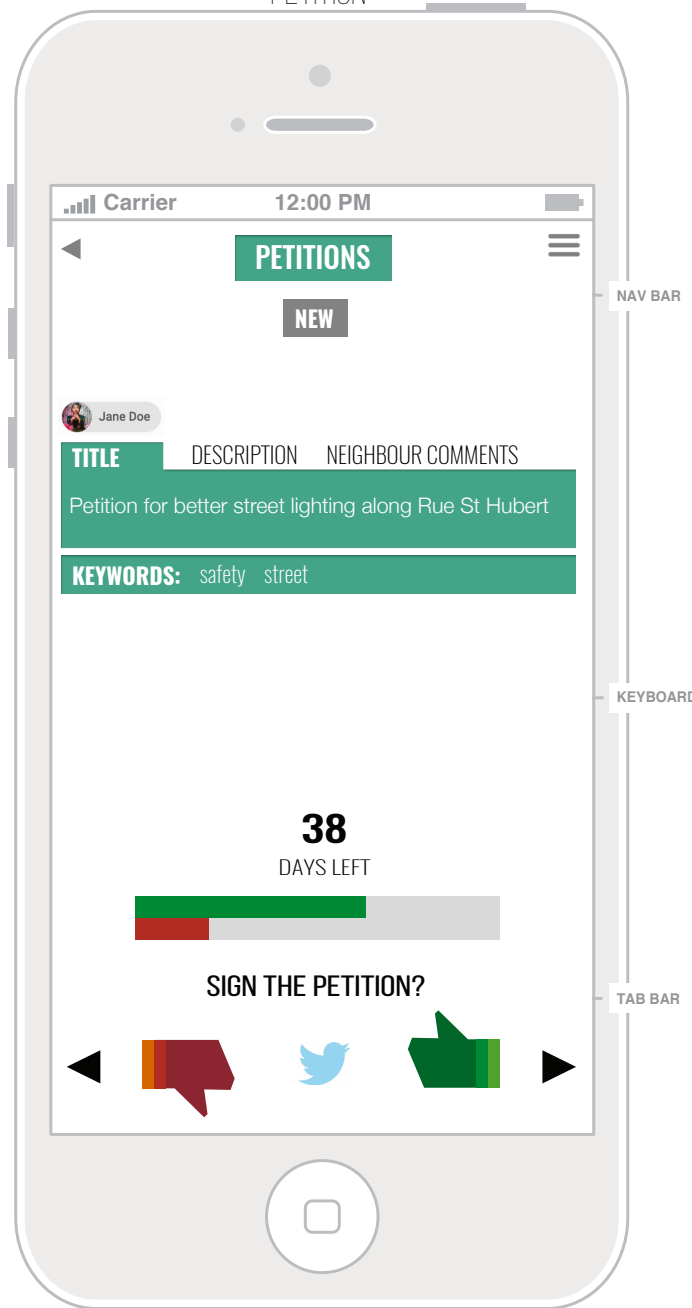 PETITION
Carrier 12:00 PM
PETITIONS
NAV BAR
NEW
Jane Doe
TITLE DESCRIPTION NEIGHBOUR COMMENTS
Petition for better street lighting along Rue St Hubert
KEYWORDS: safety street
KEYBOARD
38
DAYS LEFT
SIGN THE PETITION?
TAB BAR